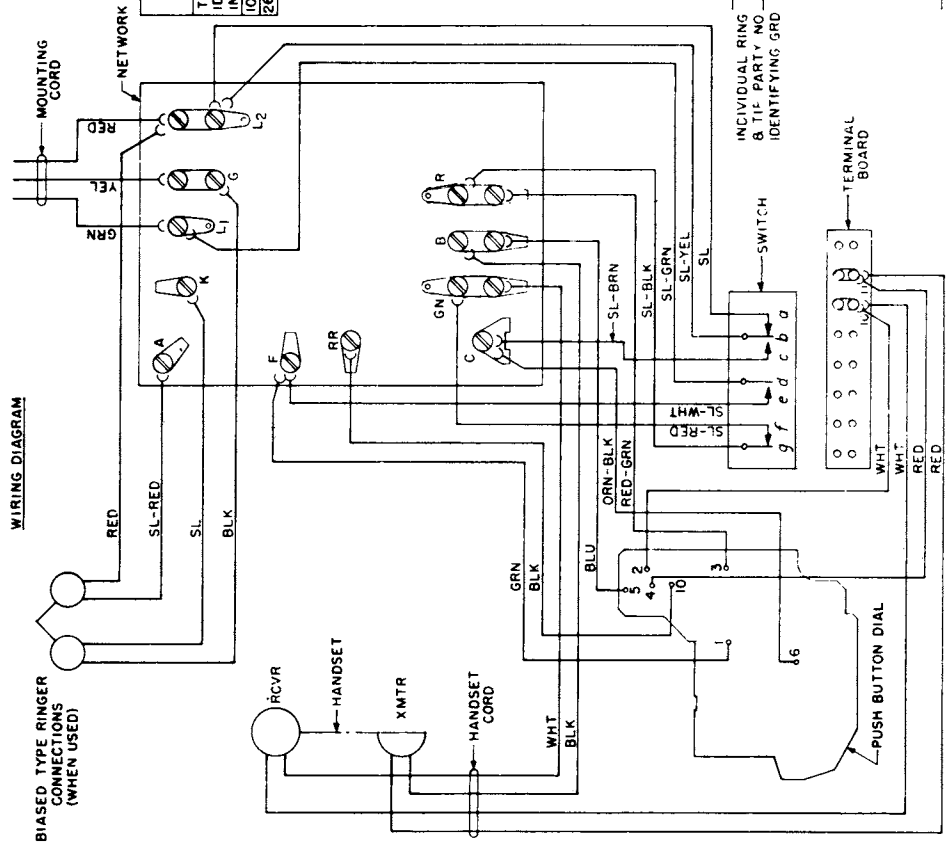 WIRING DIAGRAM
MOUNTING
CORD
NETWORK
RED
YEL
GRN
L2
G
L1
K
A
F
RR
R
B
GN
C
BIASED TYPE RINGER
CONNECTIONS
(WHEN USED)
RED
SL-RED
SL
BLK
RCVR
HANDSET
XMTR
HANDSET
CORD
WHT
BLK
GRN
BLK
BLU
ORN-BLK
RED-GRN
SL-BRN
SL-BLK
SL-GRN
SL-YEL
SL
SL-WHT
SL-RED
SWITCH
a
b
c
d
e
f
g
INDIVIDUAL RING
& TIP PARTY NO
IDENTIFYING GRD
TERMINAL
BOARD
10
11
WHT
WHT
RED
RED
1
2
3
4
5
6
10
PUSH BUTTON DIAL